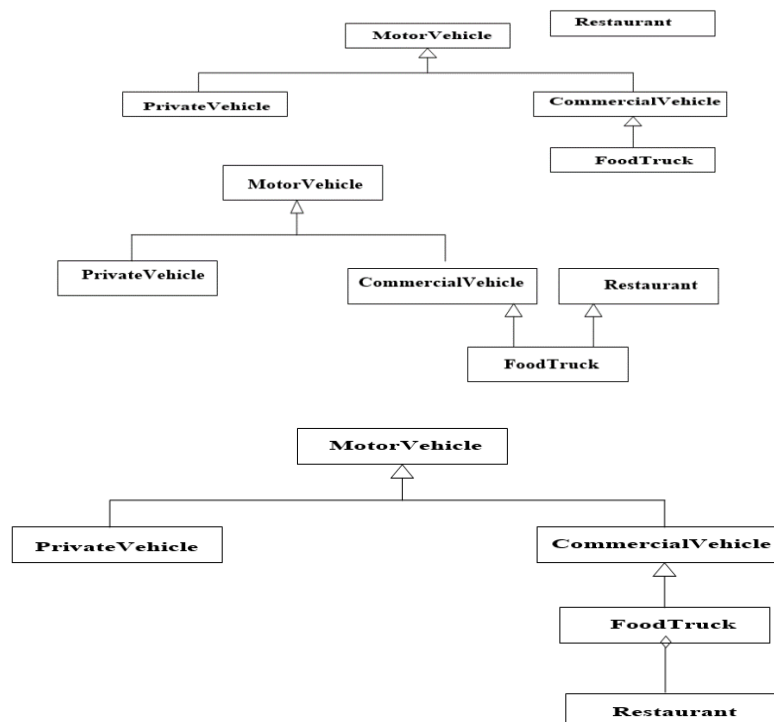 Restaurant
MotorVehicle
PrivateVehicle
CommercialVehicle
FoodTruck
MotorVehicle
PrivateVehicle
CommercialVehicle
Restaurant
FoodTruck
MotorVehicle
PrivateVehicle
CommercialVehicle
FoodTruck
Restaurant